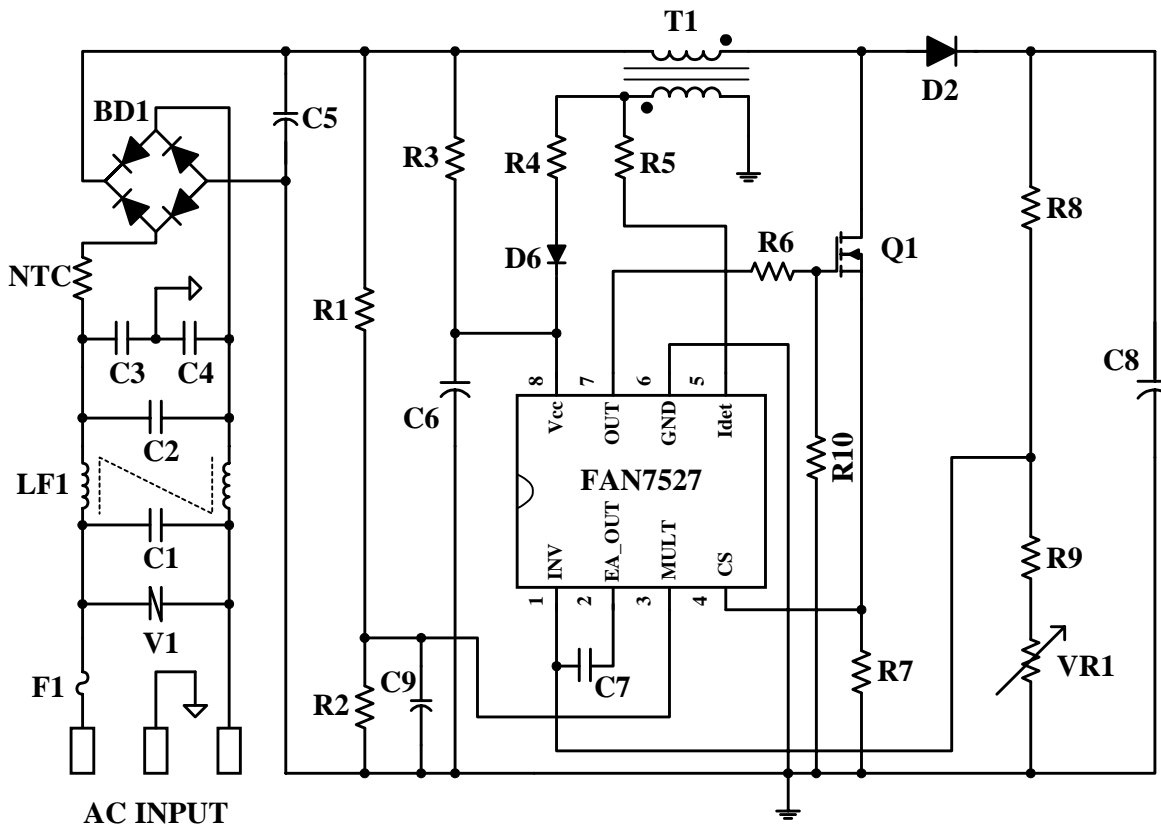 T1
BD1
C5
D2
R3
R4
R5
R8
R6
Q1
NTC
D6
R1
C3
C4
C8
8
7
6
5
C6
Vcc
OUT
GND
Idet
C2
R10
LF1
FAN7527
C1
INV
EA_OUT
MULT
CS
R9
1
2
3
4
V1
VR1
F1
R2
C9
C7
R7
AC INPUT